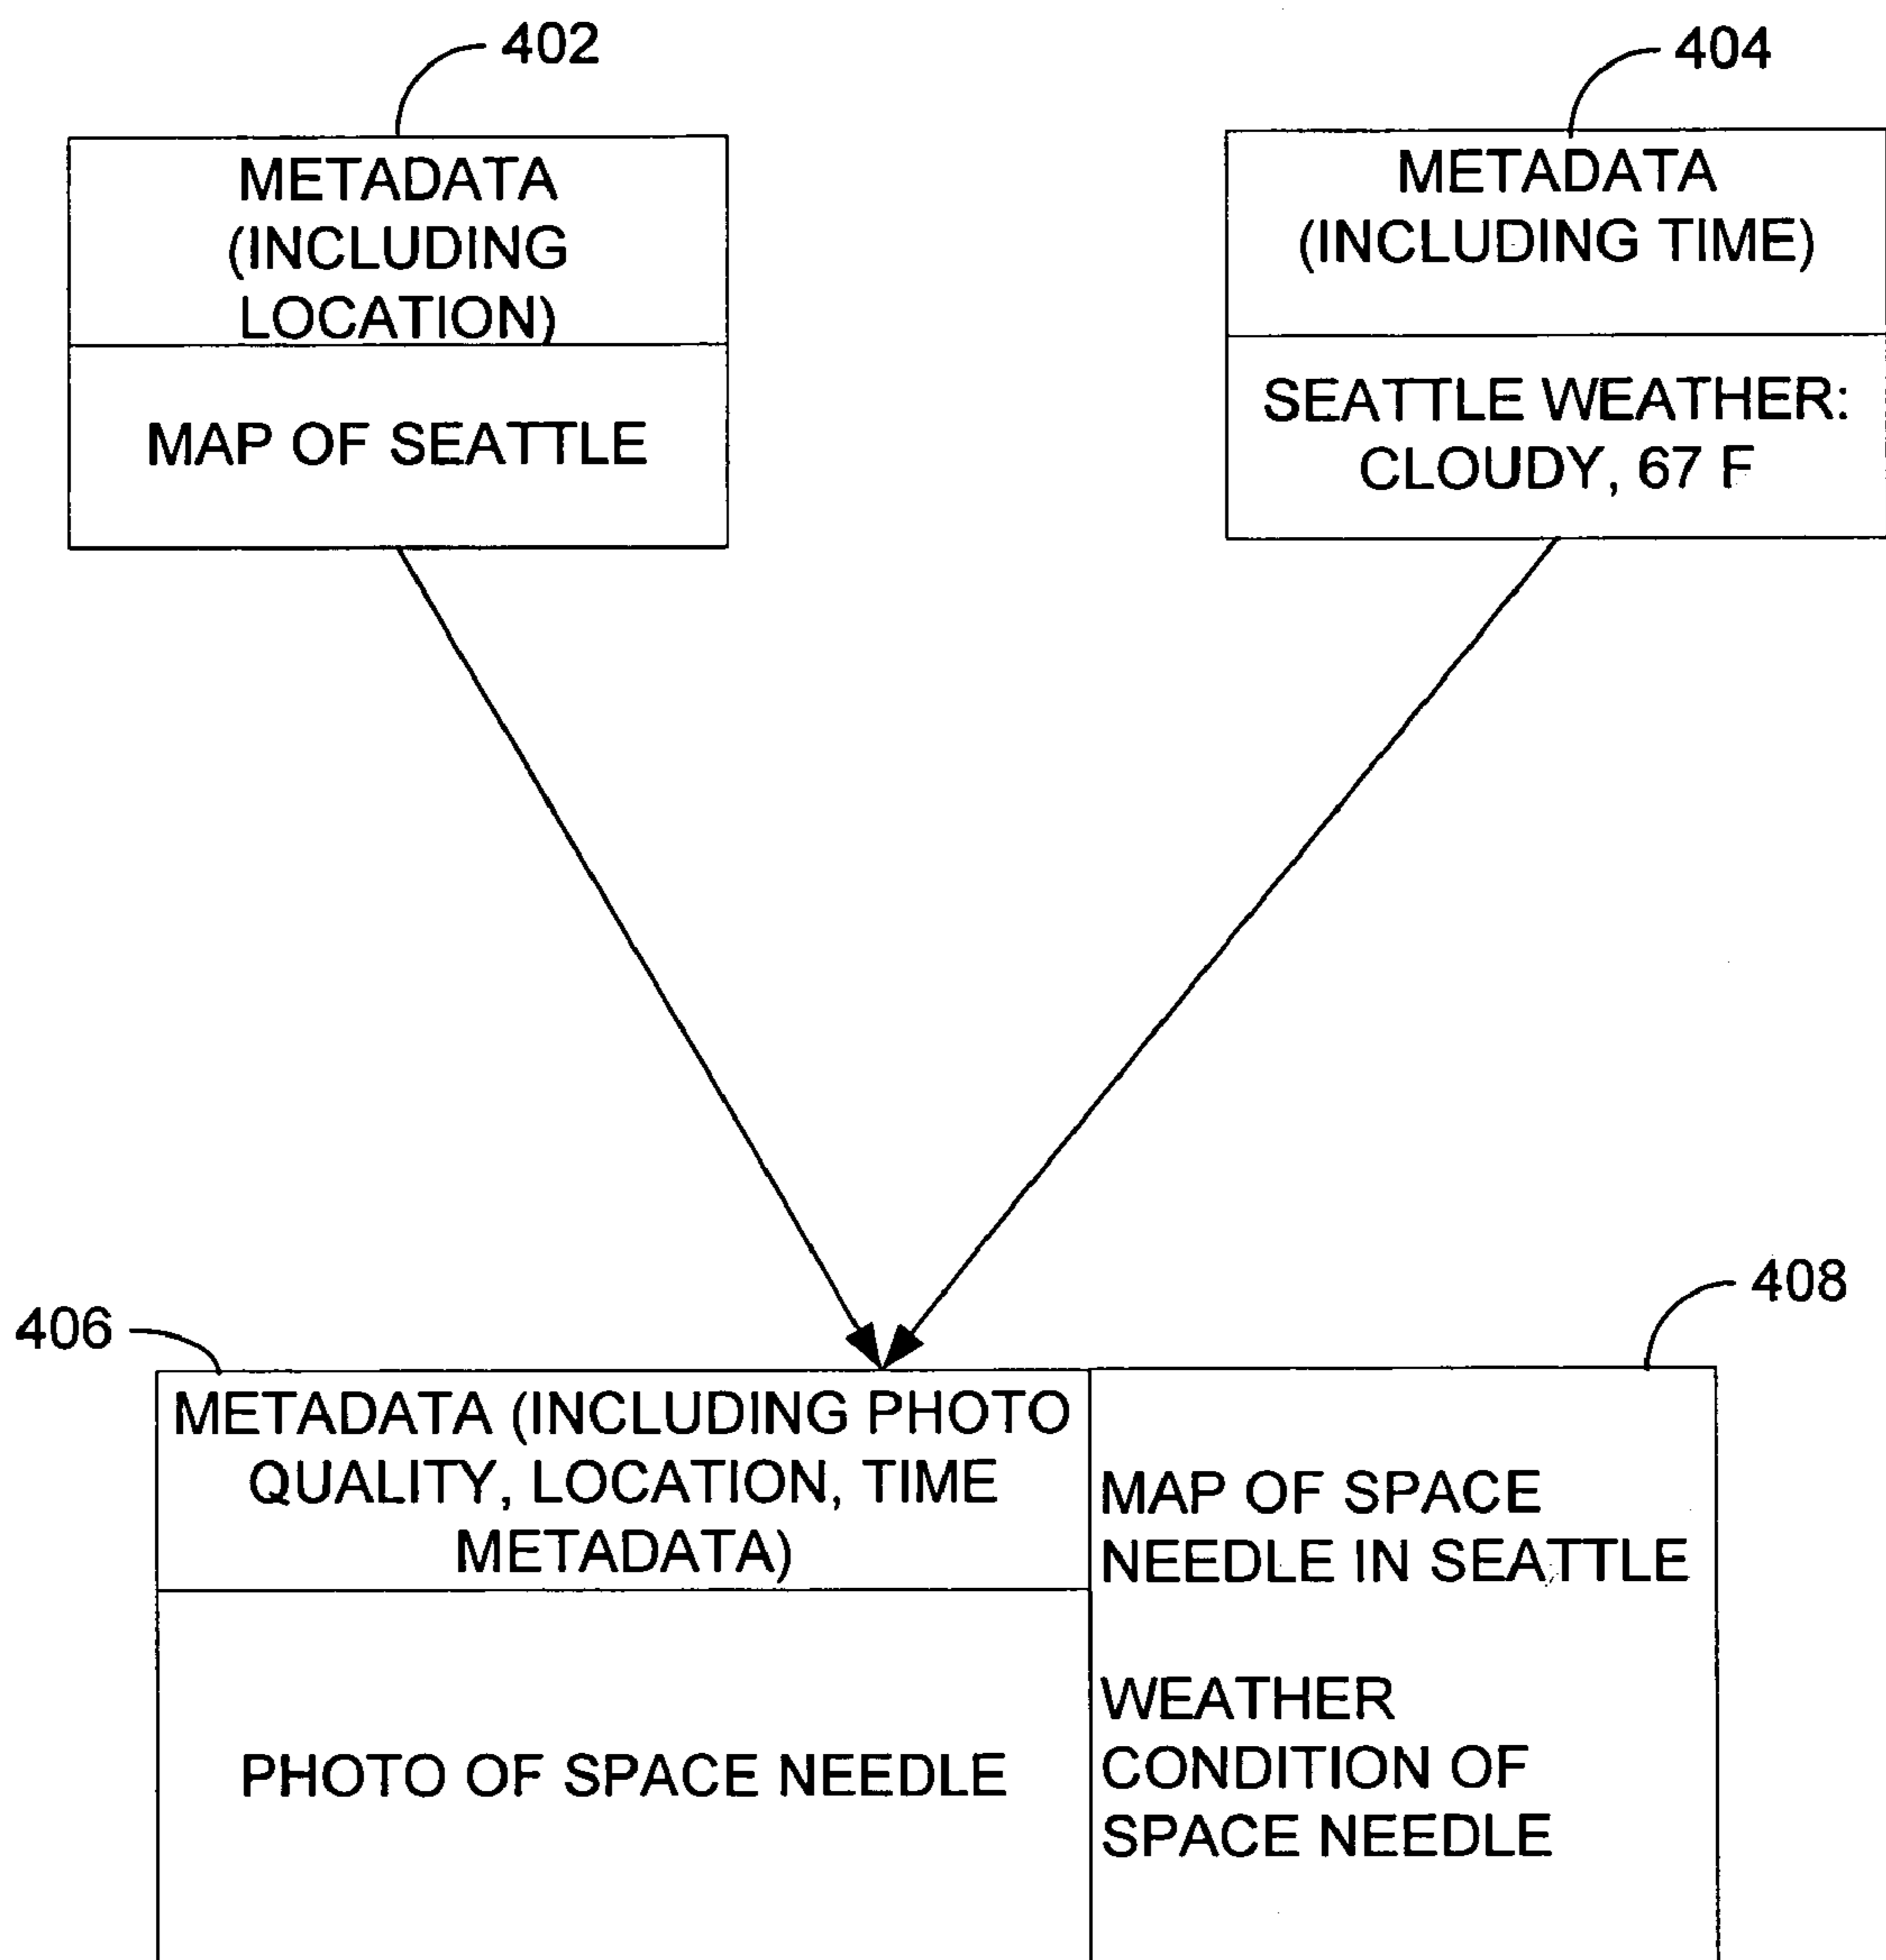 402
404
METADATA
(INCLUDING
LOCATION)
MAP OF SEATTLE
METADATA
(INCLUDING TIME)
SEATTLE WEATHER:
CLOUDY, 67 F
406
408
METADATA (INCLUDING PHOTO
QUALITY, LOCATION, TIME
METADATA)
PHOTO OF SPACE NEEDLE
MAP OF SPACE
NEEDLE IN SEATTLE
WEATHER
CONDITION OF
SPACE NEEDLE